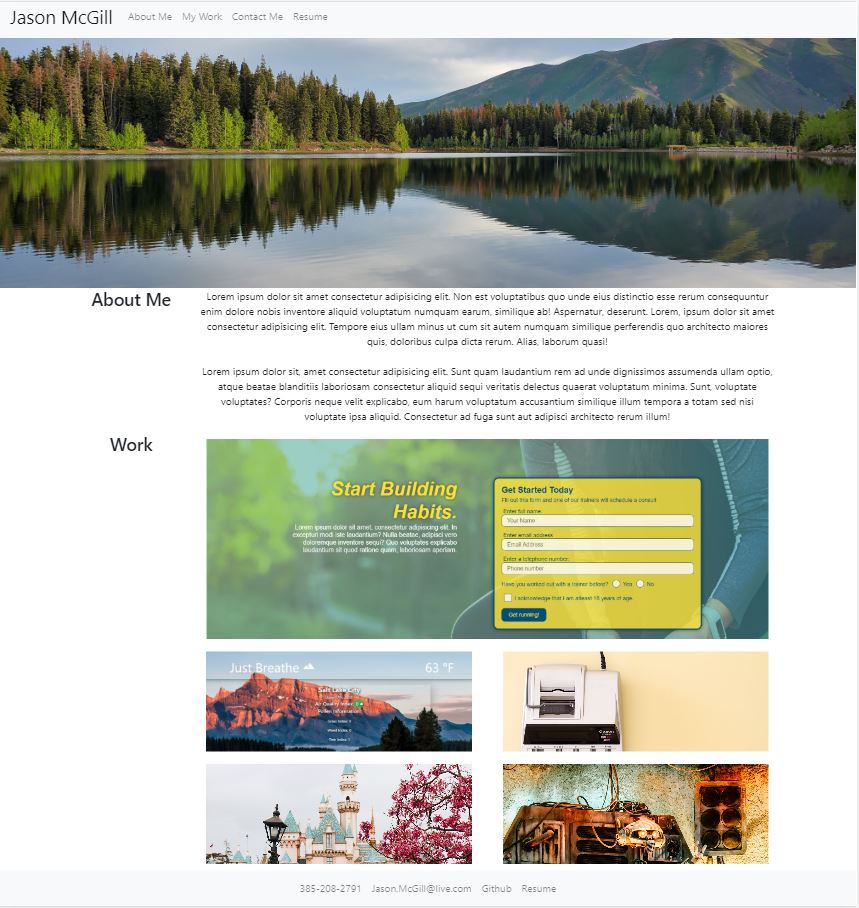 Jason McGill About Me My Work Contact Me Resume
About Me
Lorem ipsum dolor sit amet consectetur adipisicing elit. Non est voluptatibus quo unde eius distinctio esse rerum consequuntur
enim dolore nobis inventore aliquid voluptatum numquam earum, similique ab! Aspernatur, deserunt. Lorem, ipsum dolor sit amet
consectetur adipisicing elit. Tempore eius ullam minus ut cum sit autem numquam similique perferendis quo architecto maiores
quis, doloribus culpa dicta rerum. Alias, laborum quasi!
Lorem ipsum dolor sit, amet consectetur adipisicing elit. Sunt quam laudantium rem ad unde dignissimos assumenda ullam optio,
atque beatae blanditiis laboriosam consectetur aliquid sequi veritatis delectus quaerat voluptatum minima. Sunt, voluptate
voluptates? Corporis neque velit explicabo, eum harum voluptatum accusantium similique illum tempora a totam sed nisi
voluptate ipsa aliquid. Consectetur ad fuga sunt aut adipisci architecto rerum illum!
Work
Start Building
Habits.
Lorem ipsum dolor sit amet, consectetur adipisicing elit. In
excepturi modi iste laudantium? Nulla beatae, adipisci vero
doloremque inventore sequi? Quo voluptates explicabo
laudantium sit quod ratione quam, laboriosam aperiam.
Get Started Today
Fill out this form and one of our trainers will schedule a consult
Enter full name:
Your Name
Enter email address
Email Address
Enter a telephone number:
Phone number
Have you worked out with a trainer before? Yes No
I acknowledge that I am atleast 18 years of age.
Get running!
Just Breathe 63 °F
Salt Lake City
Air Quality Index:
Pollen Information:
Grass Index: 0
Weed Index: 0
Tree Index: 1
Canon
385-208-2791 Jason.McGill@live.com Github Resume